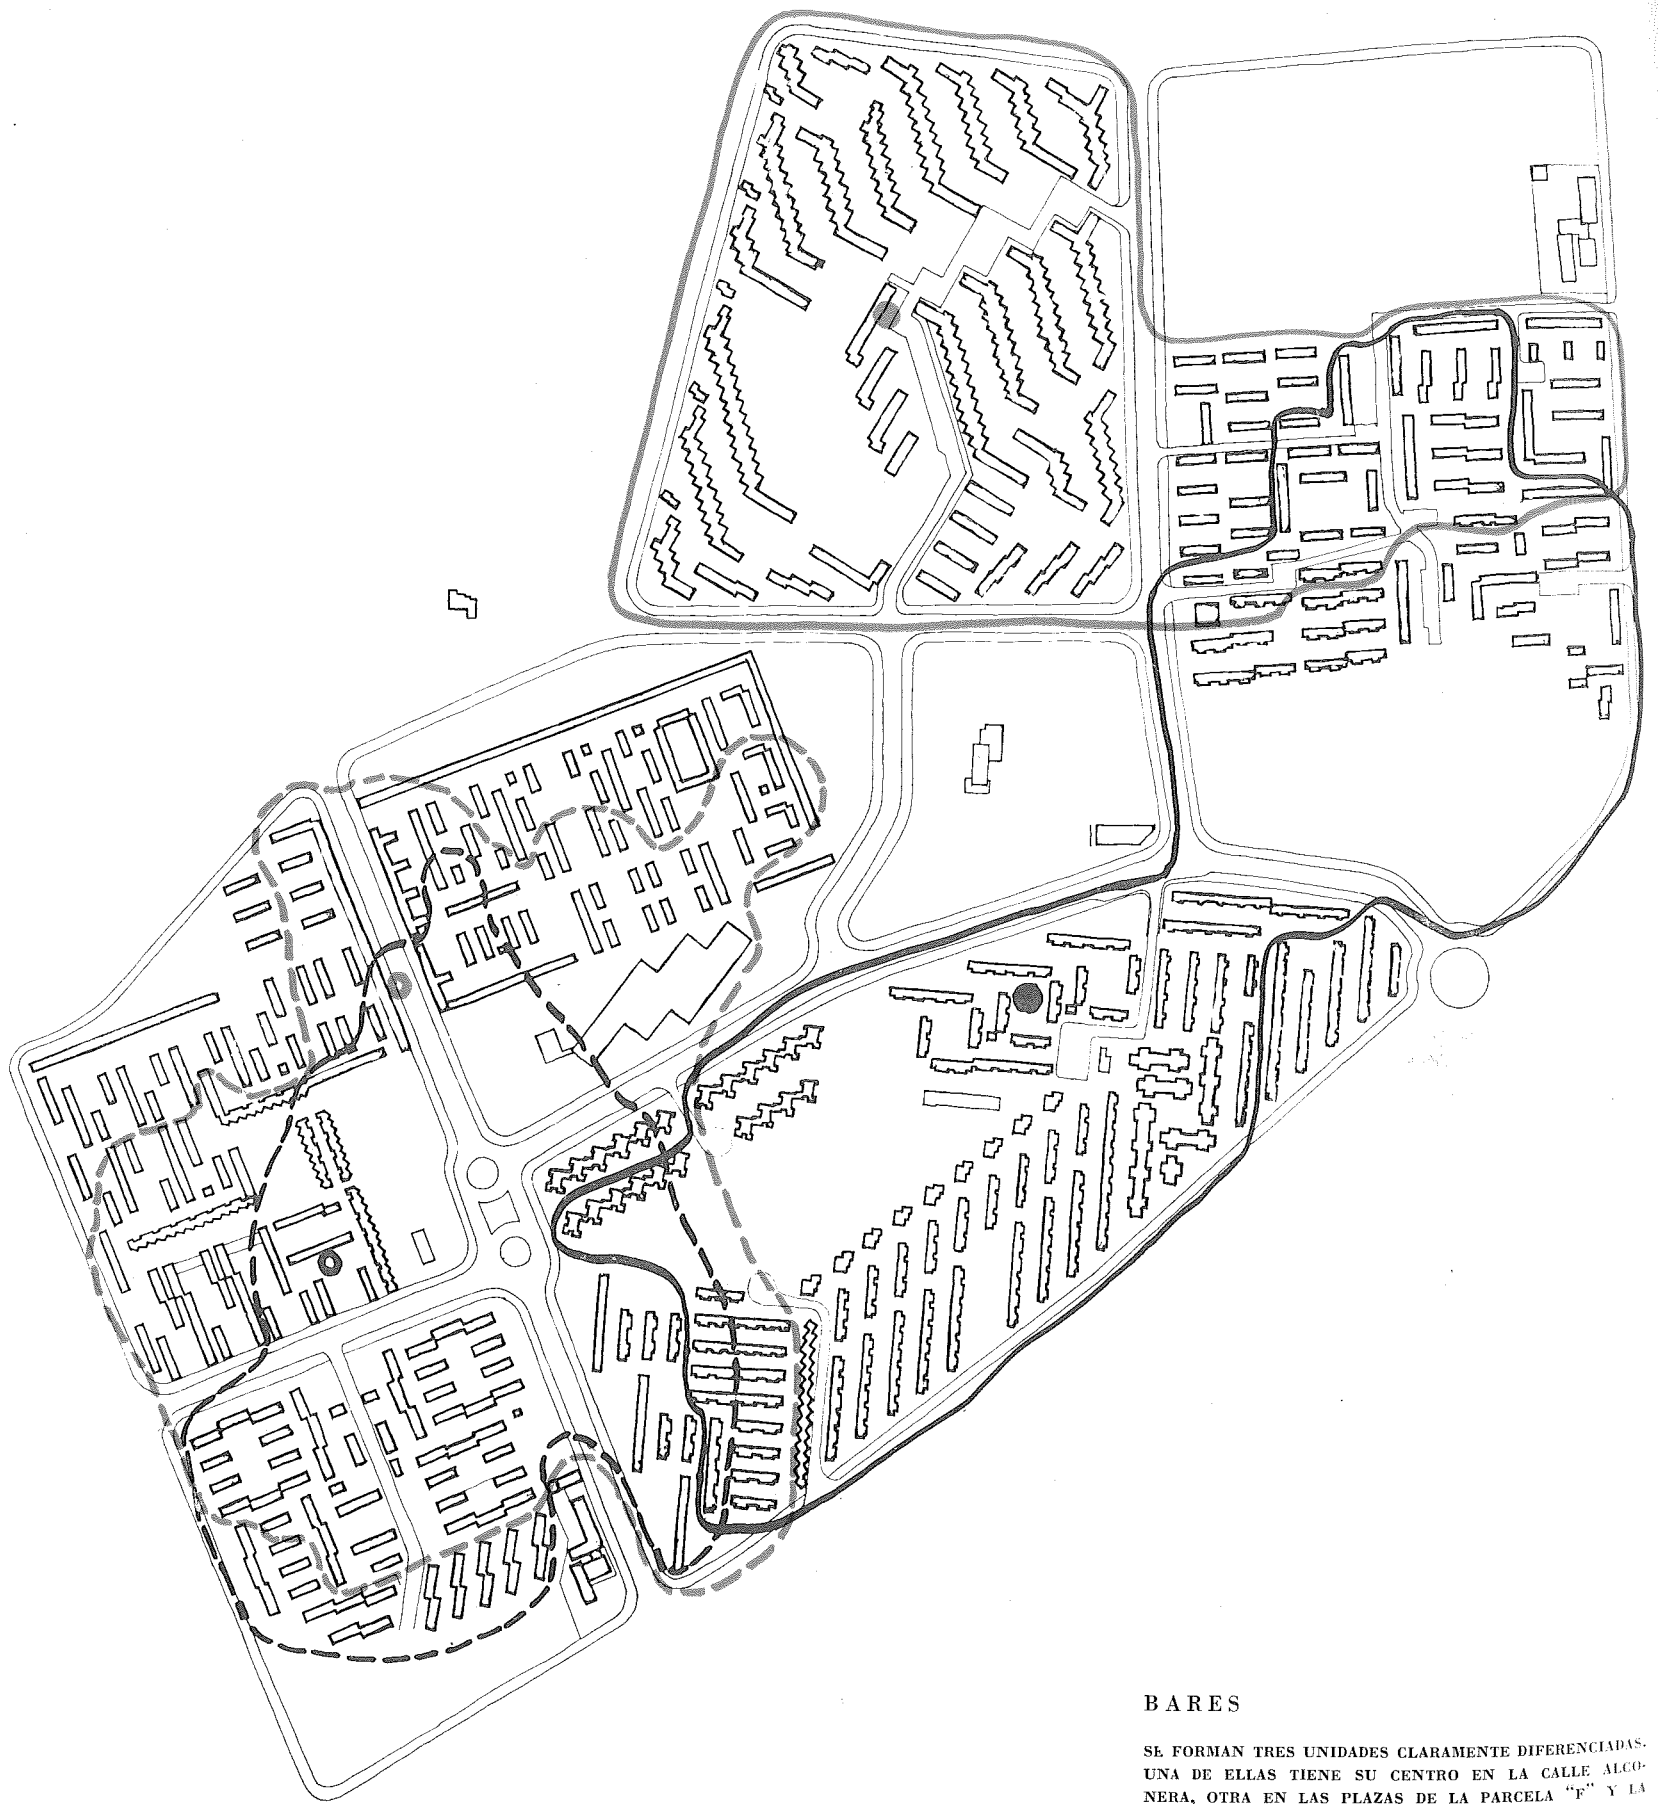 BARES
SE FORMAN TRES UNIDADES CLARAMENTE DIFERENCIADAS.
UNA DE ELLAS TIENE SU CENTRO EN LA CALLE ALCO-
NERA, OTRA EN LAS PLAZAS DE LA PARCELA "F" Y LA